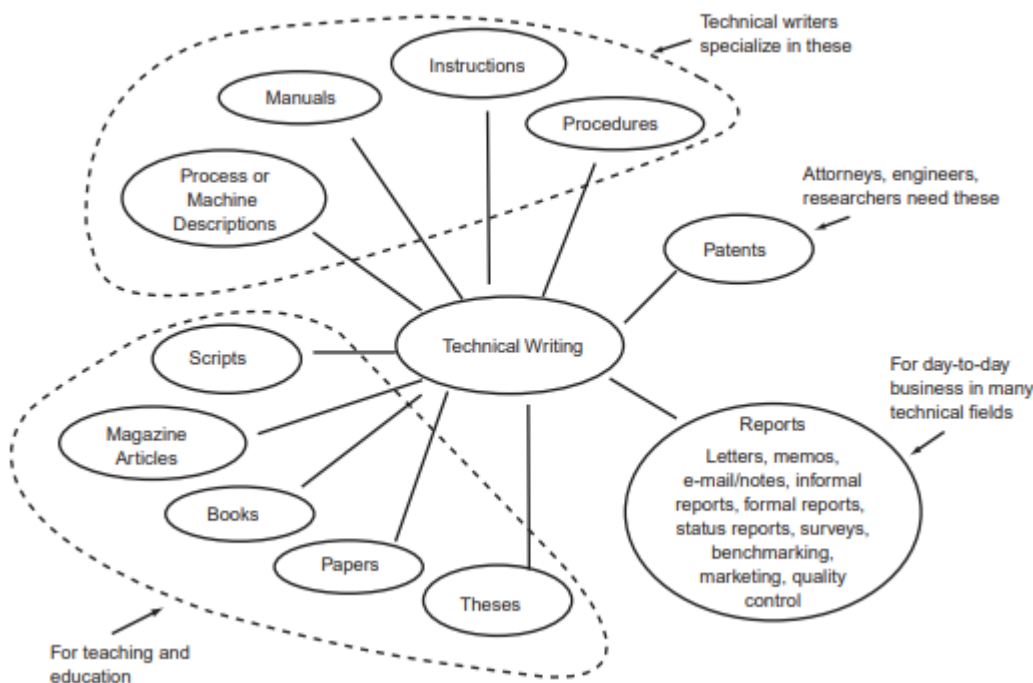 Technical writers
specialize in these
Instructions
Manuals
Procedures
Process or
Machine
Descriptions
Attorneys, engineers,
researchers need these
Patents
Technical Writing
Scripts
For day-to-day
business in many
technical fields
Magazine
Articles
Reports
Letters, memos,
e-mail/notes, informal
reports, formal reports,
status reports, surveys,
benchmarking,
marketing, quality
control
Books
Papers
Theses
For teaching and
education